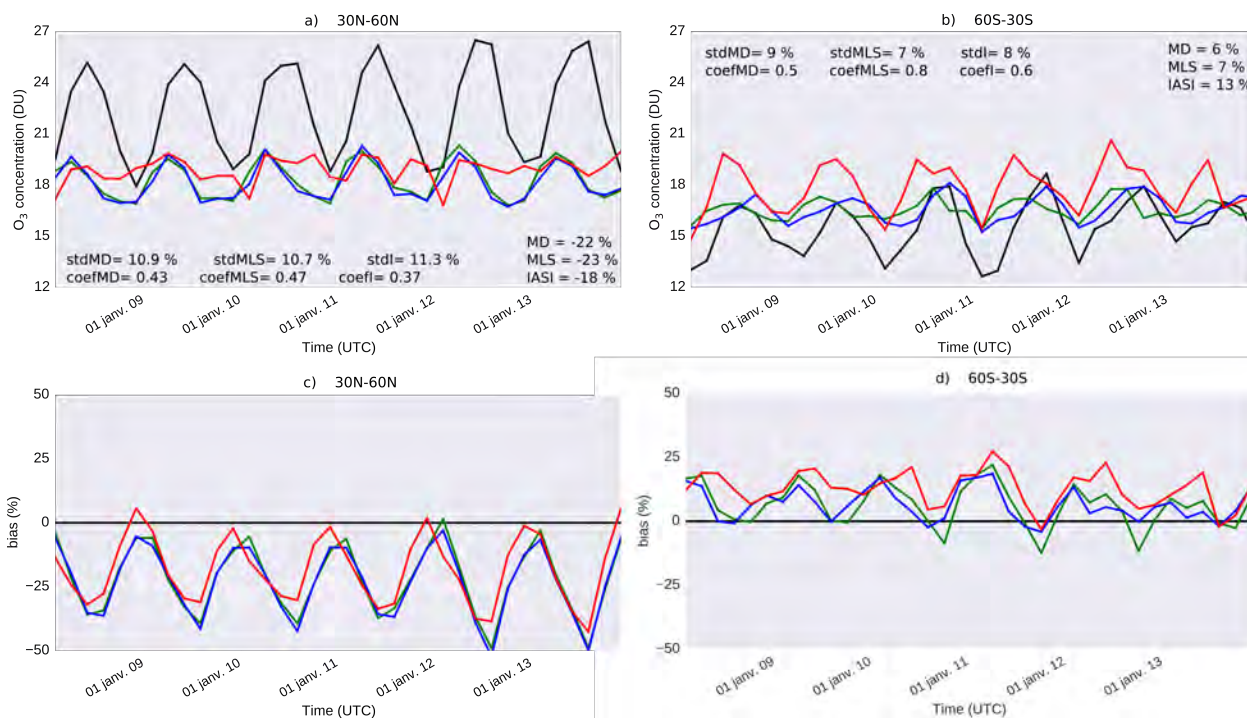 a) 30N-60N
27
24
21
18
15
12
O₃ concentration (DU)
MD = -22 %
stdMD= 10.9 % stdMLS= 10.7 % stdI= 11.3 %
MLS = -23 %
coefMD= 0.43 coefMLS= 0.47 coefI= 0.37
IASI = -18 %
01 janv. 09
01 janv. 10
01 janv. 11
01 janv. 12
01 janv. 13
Time (UTC)
b) 60S-30S
27
24
21
18
15
12
O₃ concentration (DU)
stdMD= 9 % stdMLS= 7 % stdI= 8 %
coefMD= 0.5 coefMLS= 0.8 coefI= 0.6
MD = 6 %
MLS = 7 %
IASI = 13 %
01 janv. 09
01 janv. 10
01 janv. 11
01 janv. 12
01 janv. 13
Time (UTC)
c) 30N-60N
50
25
0
−25
−50
bias (%)
01 janv. 09
01 janv. 10
01 janv. 11
01 janv. 12
01 janv. 13
Time (UTC)
d) 60S-30S
50
25
0
−25
−50
bias (%)
01 janv. 09
01 janv. 10
01 janv. 11
01 janv. 12
01 janv. 13
Time (UTC)